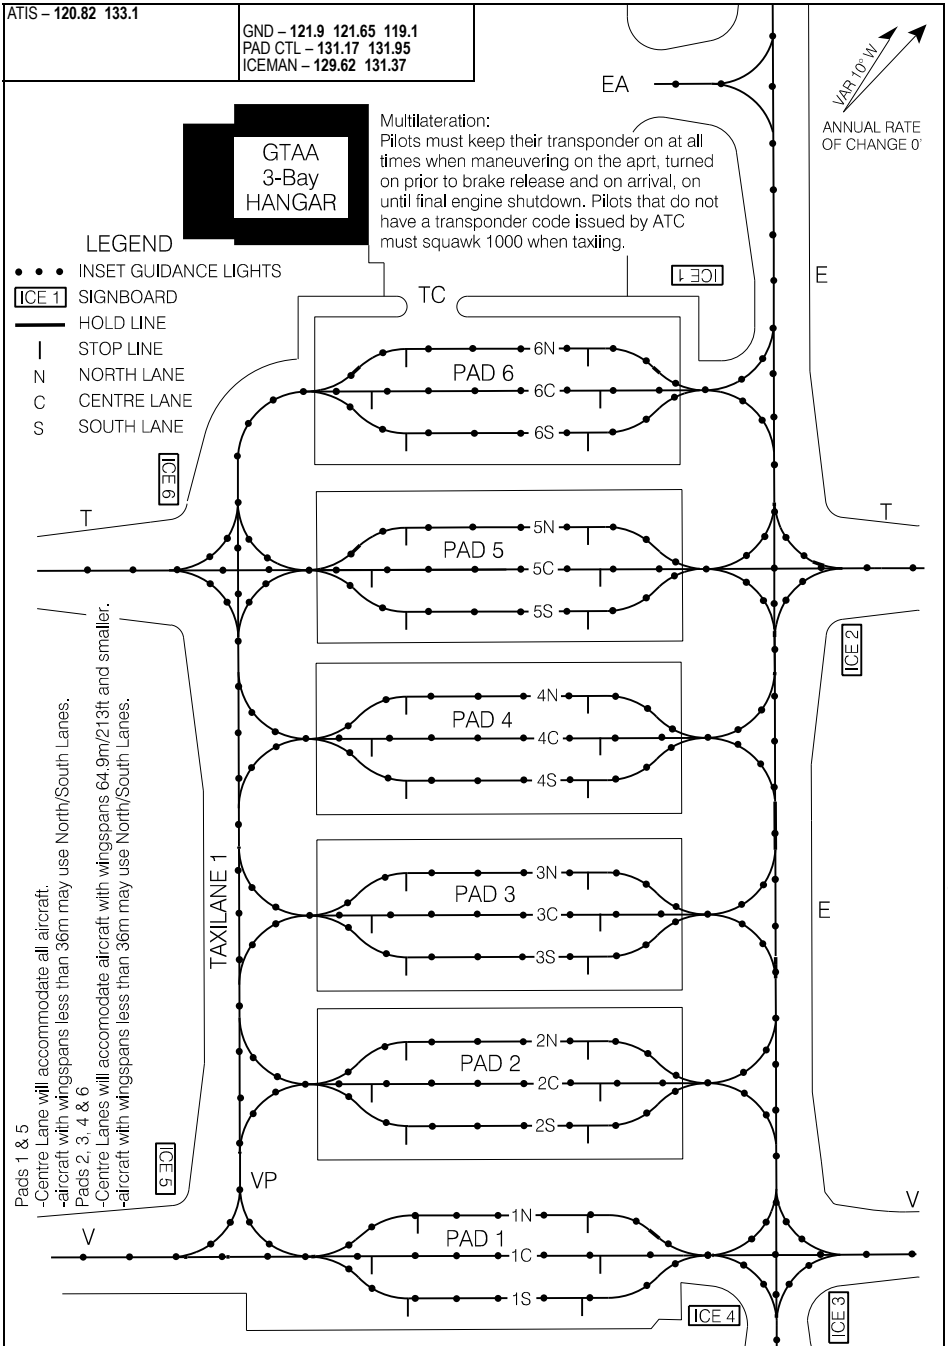 ATIS – 120.82 133.1
GND – 121.9 121.65 119.1
PAD CTL – 131.17 131.95
ICEMAN – 129.62 131.37
EA
VAR 10° W
ANNUAL RATE
OF CHANGE 0'
GTAA
3-Bay
HANGAR
Multilateration:
Pilots must keep their transponder on at all
times when maneuvering on the aprt, turned
on prior to brake release and on arrival, on
until final engine shutdown. Pilots that do not
have a transponder code issued by ATC
must squawk 1000 when taxiing.
LEGEND
INSET GUIDANCE LIGHTS
ICE 1 SIGNBOARD
HOLD LINE
STOP LINE
N NORTH LANE
C CENTRE LANE
S SOUTH LANE
ICE 1
E
TC
6N
PAD 6
6C
6S
ICE 6
T
T
5N
PAD 5
5C
5S
ICE 2
4N
PAD 4
4C
4S
TAXILANE 1
3N
PAD 3
3C
3S
E
2N
PAD 2
2C
2S
Pads 1 & 5
-Centre Lane will accommodate all aircraft.
-aircraft with wingspans less than 36m may use North/South Lanes.
Pads 2, 3, 4 & 6
-Centre Lanes will accomodate aircraft with wingspans 64.9m/213ft and smaller.
-aircraft with wingspans less than 36m may use North/South Lanes.
ICE 5
VP
V
V
1N
PAD 1
1C
1S
ICE 4
ICE 3